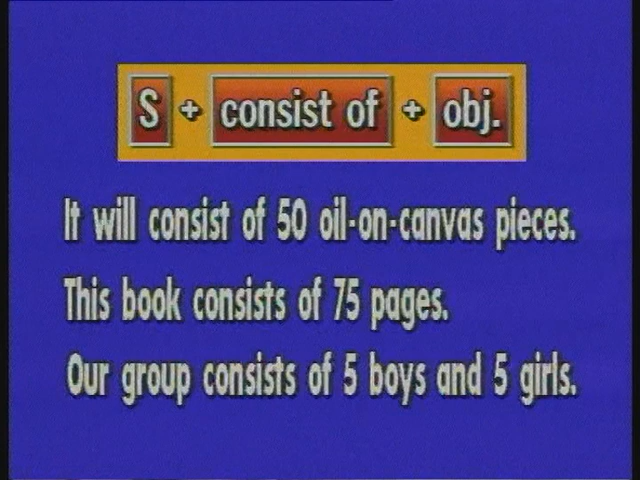 S + consist of + obj.
It will consist of 50 oil-on-canvas pieces.
This book consists of 75 pages.
Our group consists of 5 boys and 5 girls.